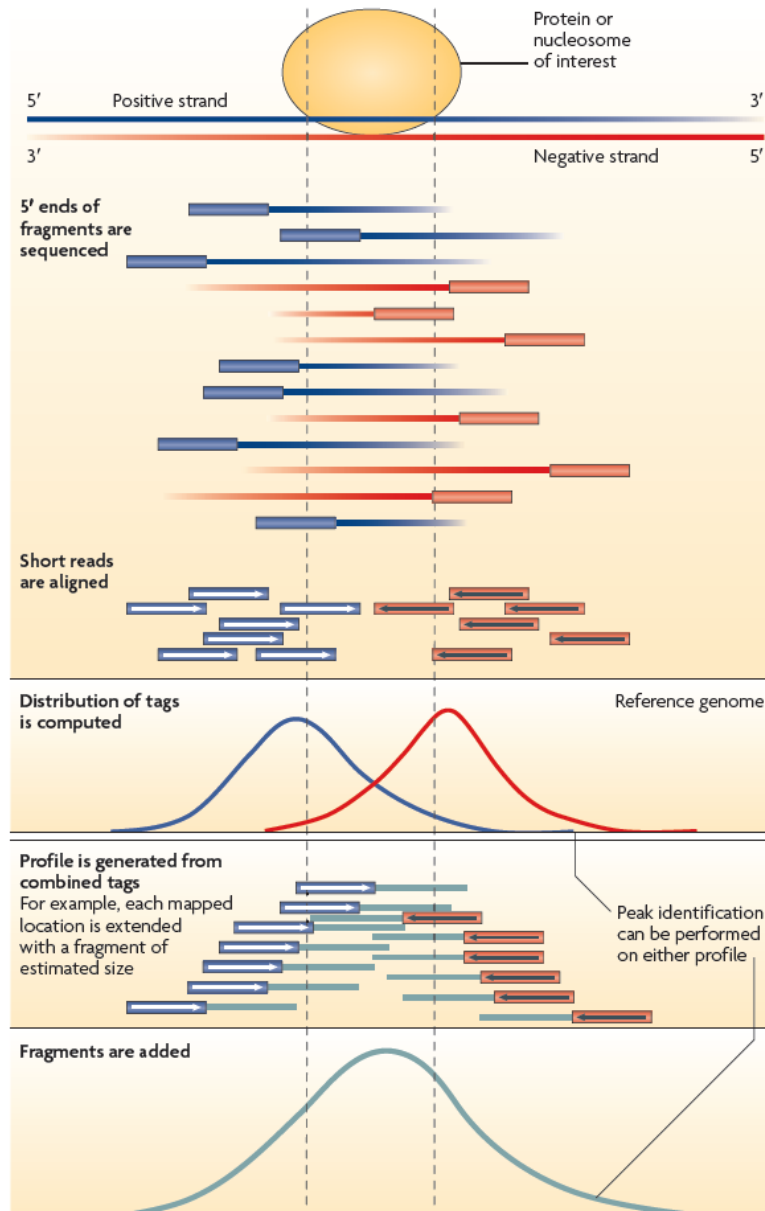 Protein or
nucleosome
of interest
5′
Positive strand
3′
3′
Negative strand
5′
5′ ends of
fragments are
sequenced
Short reads
are aligned
Distribution of tags
is computed
Reference genome
Profile is generated from
combined tags
For example, each mapped
location is extended
with a fragment of
estimated size
Peak identification
can be performed
on either profile
Fragments are added